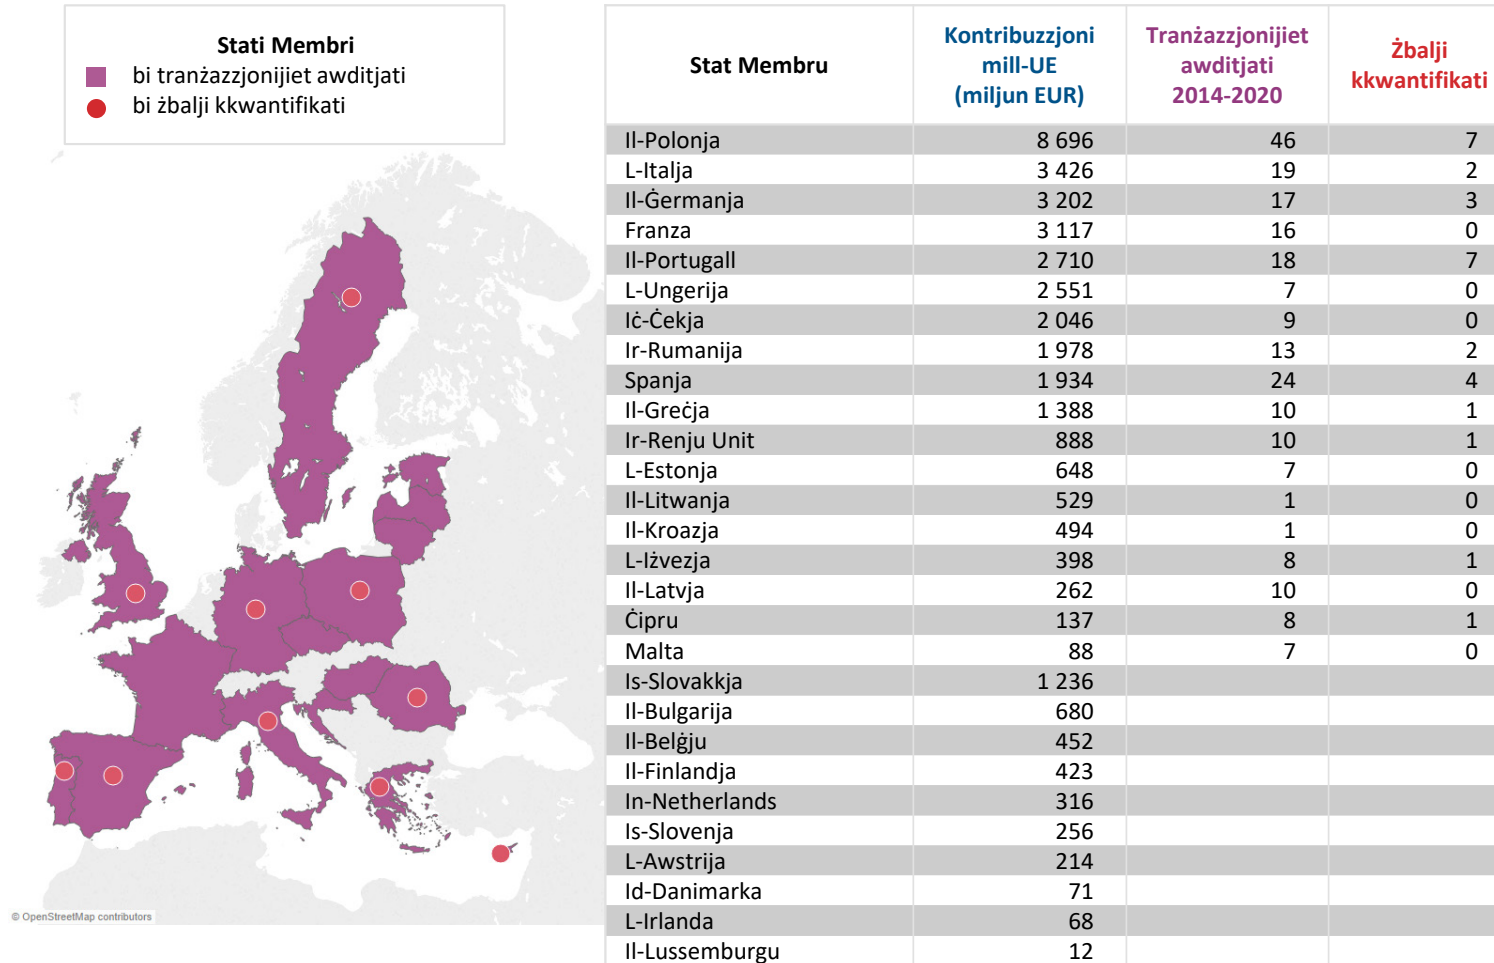 Stati Membri
bi tranżazzjonijiet awditjati
bi żbalji kkwantifikati
© OpenStreetMap contributors
Stat Membru Kontribuzzjoni mill-UE (miljun EUR) Tranżazzjonijiet awditjati 2014-2020 Żbalji kkwantifikati
Il-Polonja 8 696 46 7
L-Italja 3 426 19 2
Il-Ġermanja 3 202 17 3
Franza 3 117 16 0
Il-Portugall 2 710 18 7
L-Ungerija 2 551 7 0
Iċ-Ċekja 2 046 9 0
Ir-Rumanija 1 978 13 2
Spanja 1 934 24 4
Il-Greċja 1 388 10 1
Ir-Renju Unit 888 10 1
L-Estonja 648 7 0
Il-Litwanja 529 1 0
Il-Kroazja 494 1 0
L-Iżvezja 398 8 1
Il-Latvja 262 10 0
Ċipru 137 8 1
Malta 88 7 0
Is-Slovakkja 1 236
Il-Bulgarija 680
Il-Belġju 452
Il-Finlandja 423
In-Netherlands 316
Is-Slovenja 256
L-Awstrija 214
Id-Danimarka 71
L-Irlanda 68
Il-Lussemburgu 12